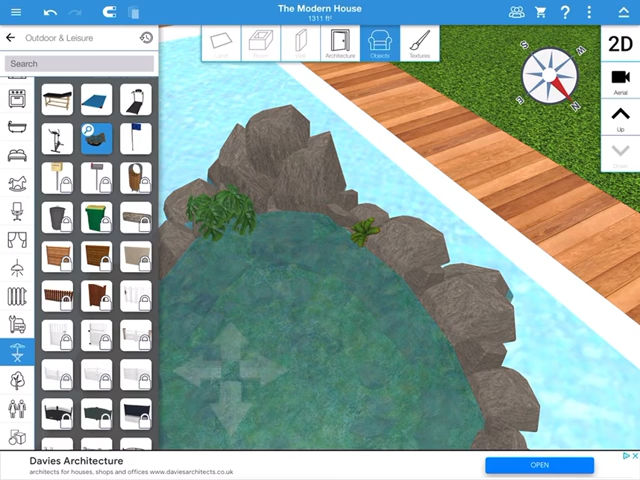 The Modern House
1311 ft²
Outdoor & Leisure
Search
Architecture
Objects
Textures
2D
Aerial
Up
S
W
E
N
Davies Architecture
architects for houses, shops and offices www.daviesarchitects.co.uk
OPEN